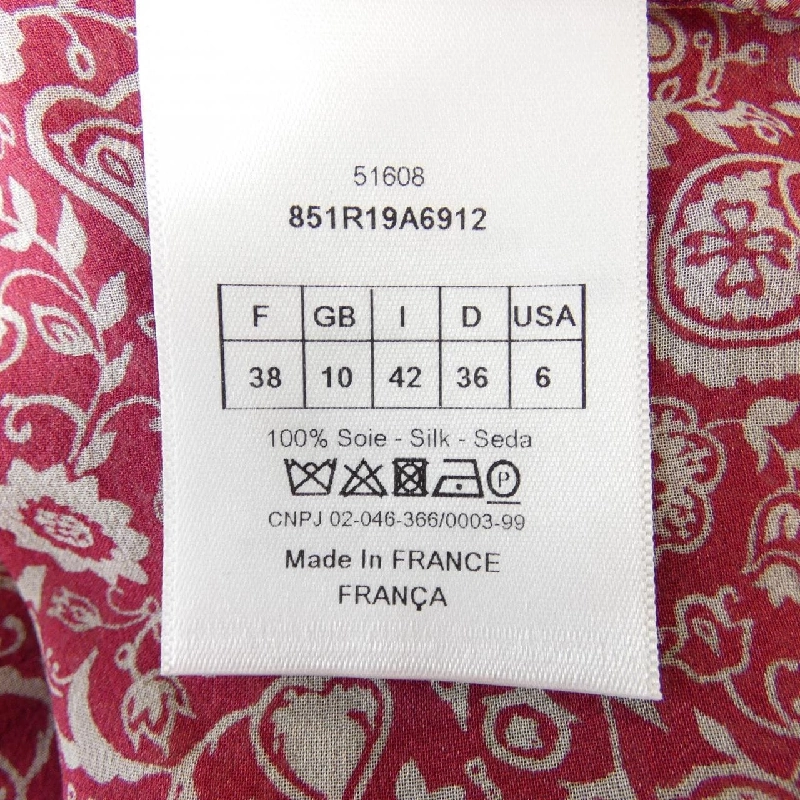 51608
851R19A6912
F GB I D USA
38 10 42 36 6
100% Soie - Silk - Seda
P
CNPJ 02-046-366/0003-99
Made In FRANCE
FRANÇA